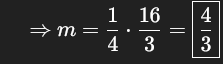 ⇒ m = 1/4 · 16/3 = 4/3